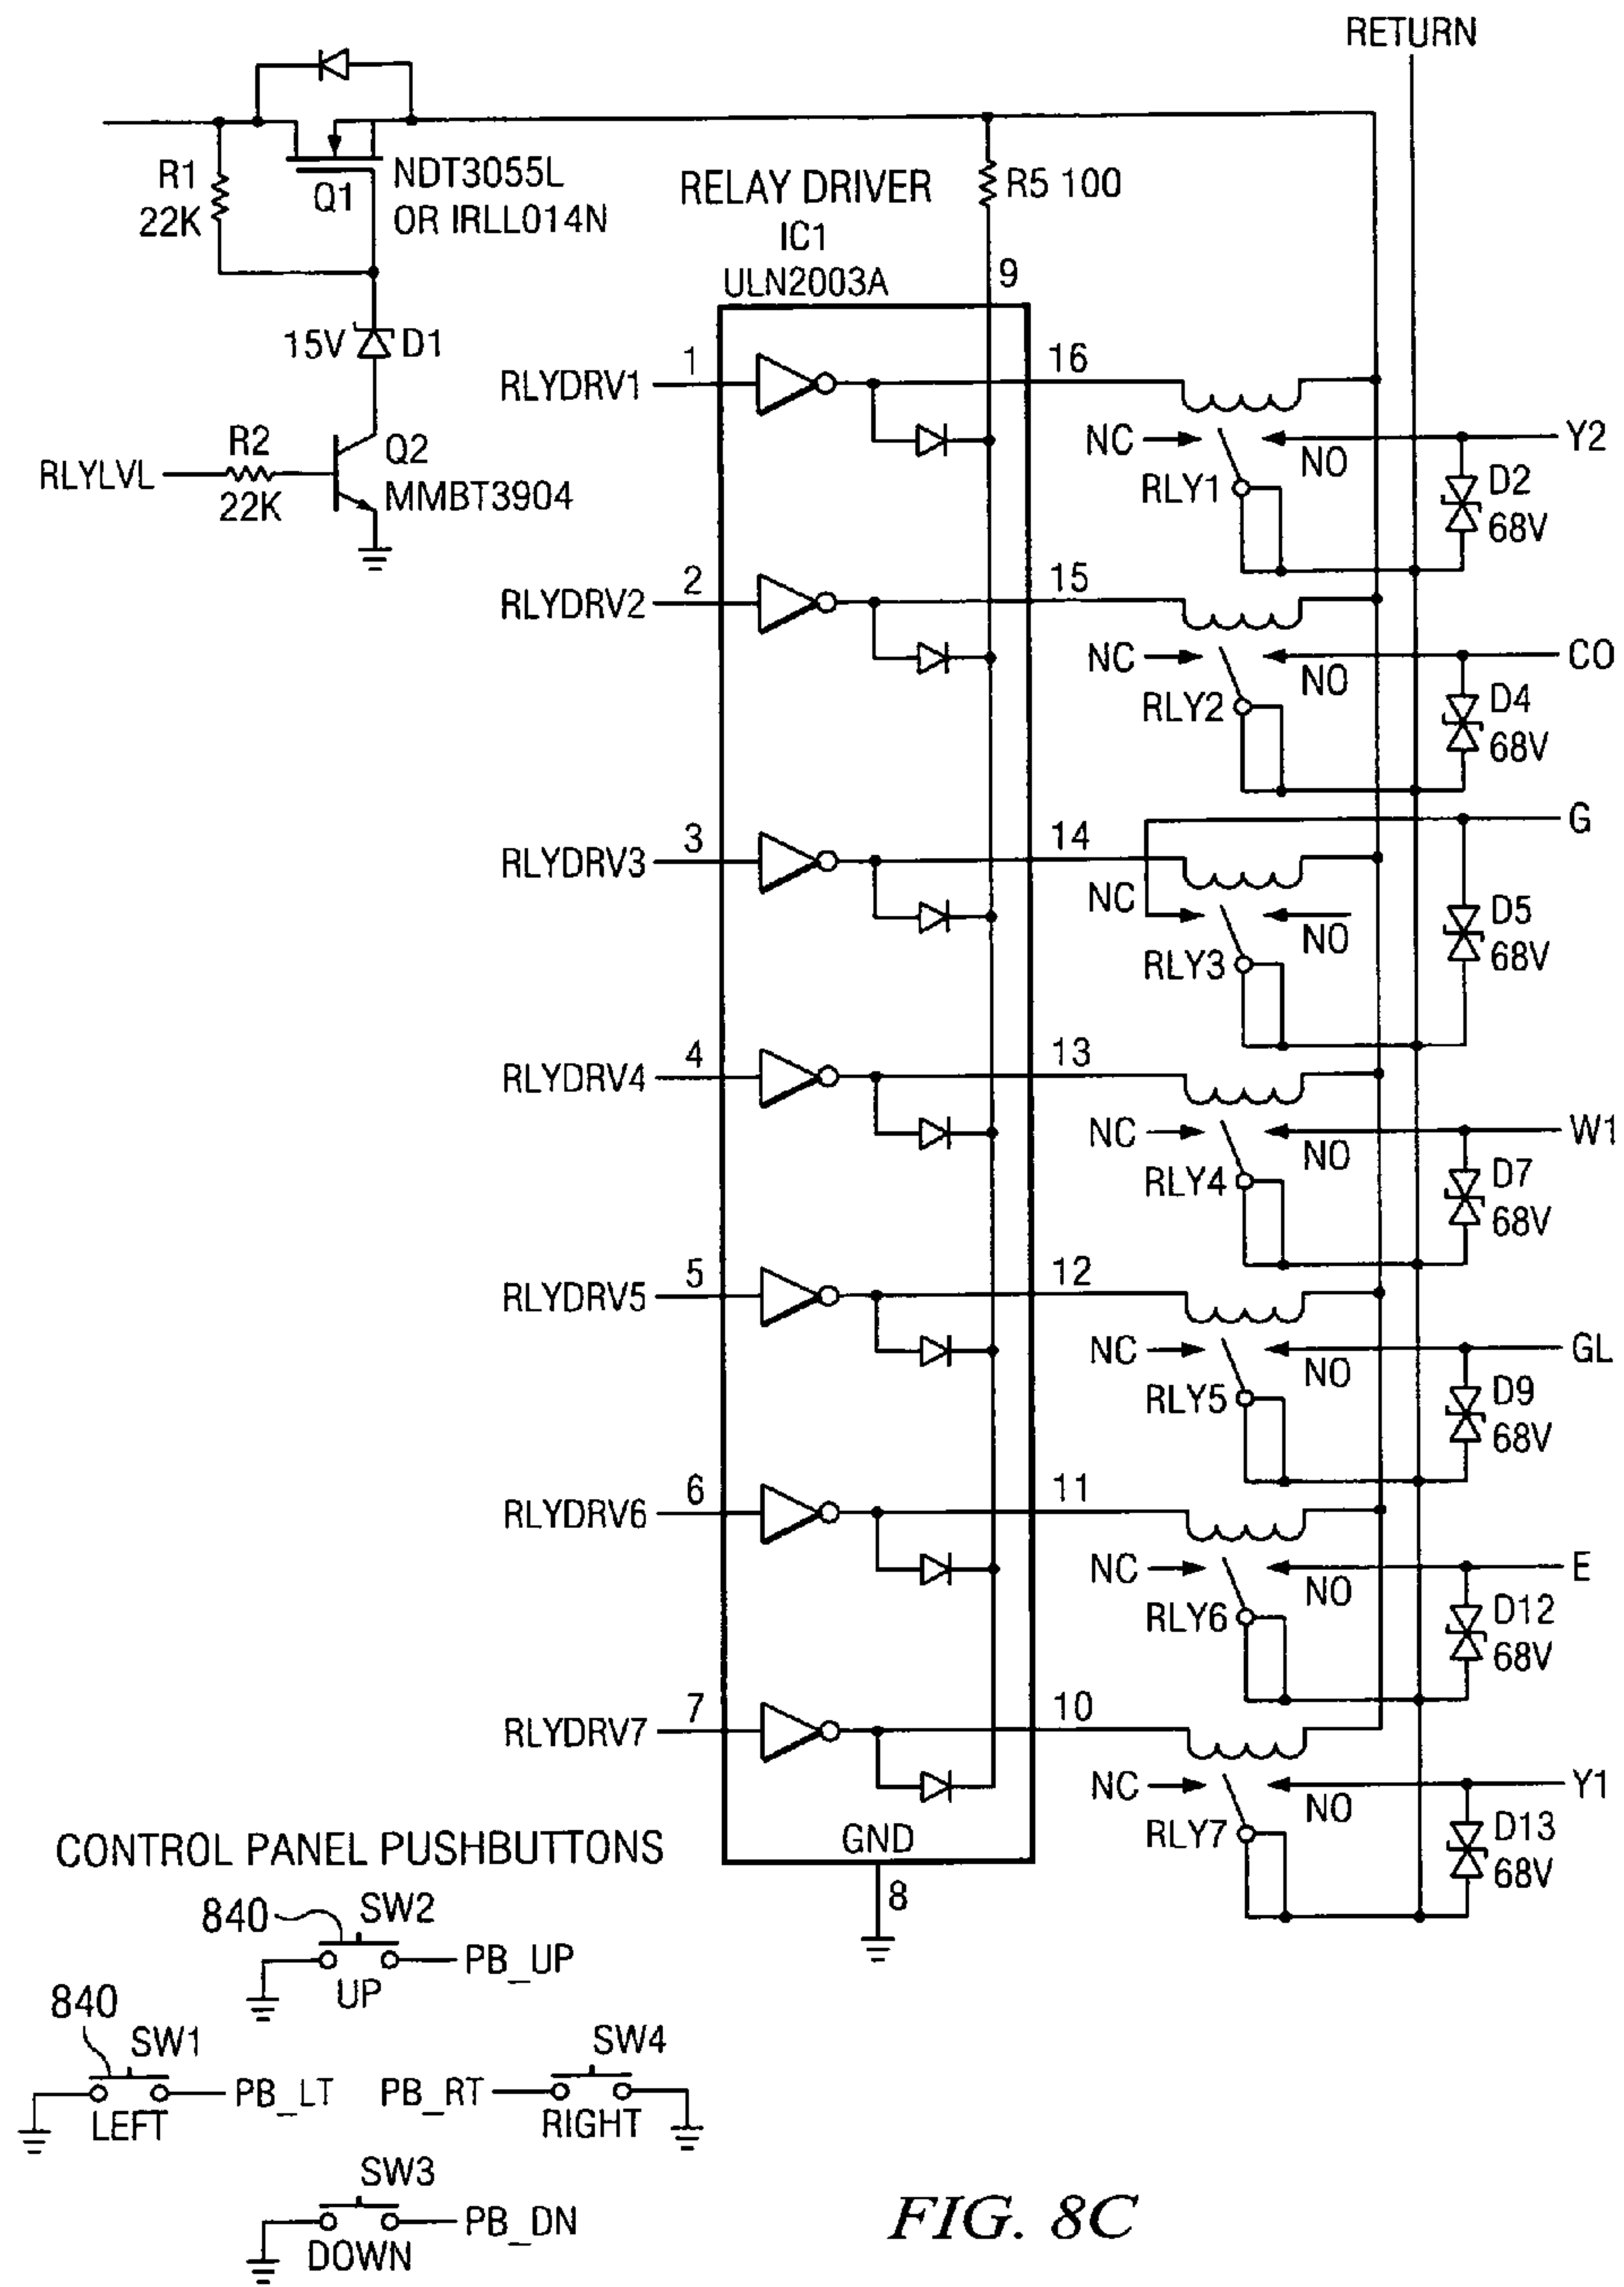 RETURN
R1
22K
Q1
NDT3055L
OR IRLL014N
RELAY DRIVER
IC1
ULN2003A
R5 100
9
15V
D1
RLYLVL
R2
22K
Q2
MMBT3904
RLYDRV1
1
16
NC
NO
RLY1
Y2
D2
68V
RLYDRV2
2
15
NC
NO
RLY2
CO
D4
68V
RLYDRV3
3
14
NC
NO
RLY3
G
D5
68V
RLYDRV4
4
13
NC
NO
RLY4
W1
D7
68V
RLYDRV5
5
12
NC
NO
RLY5
GL
D9
68V
RLYDRV6
6
11
NC
NO
RLY6
E
D12
68V
RLYDRV7
7
10
NC
NO
RLY7
Y1
D13
68V
GND
8
CONTROL PANEL PUSHBUTTONS
840
SW2
PB_UP
UP
840
SW1
PB_LT
LEFT
SW4
PB_RT
RIGHT
SW3
PB_DN
DOWN
FIG. 8C